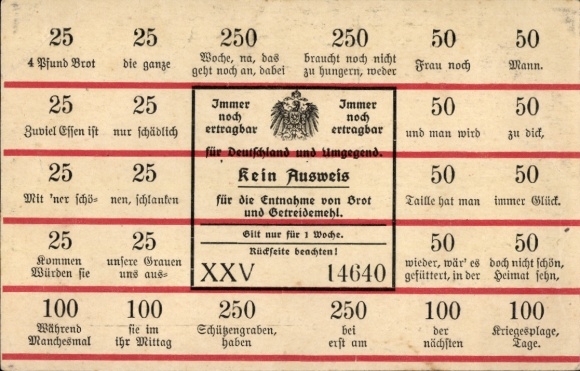 25 25 250 250 50 50
4 Pfund Brot die ganze Woche, na, das braucht noch nicht Frau noch Mann.
geht noch an, dabei zu hungern, weder
25 25 Immer Immer 50 50
noch noch
ertragbar ertragbar
Zuviel Essen ist nur schädlich und man wird zu dick,
für Deutschland und Umgegend.
25 25 Kein Ausweis 50 50
Mit 'ner schö= nen, schlanken für die Entnahme von Brot Taille hat man immer Glück.
und Getreidemehl.
Gilt nur für 1 Woche.
25 25 Rückseite beachten! 50 50
Kommen unsre Grauen wieder, wär' es doch nicht schön,
Würden sie uns aus= XXV 14640 gefüttert, in der Heimat sehn,
100 100 250 250 100 100
Während sie im Schützengraben, bei der Kriegesplage,
Manchesmal ihr Mittag haben erst am nächsten Tage.